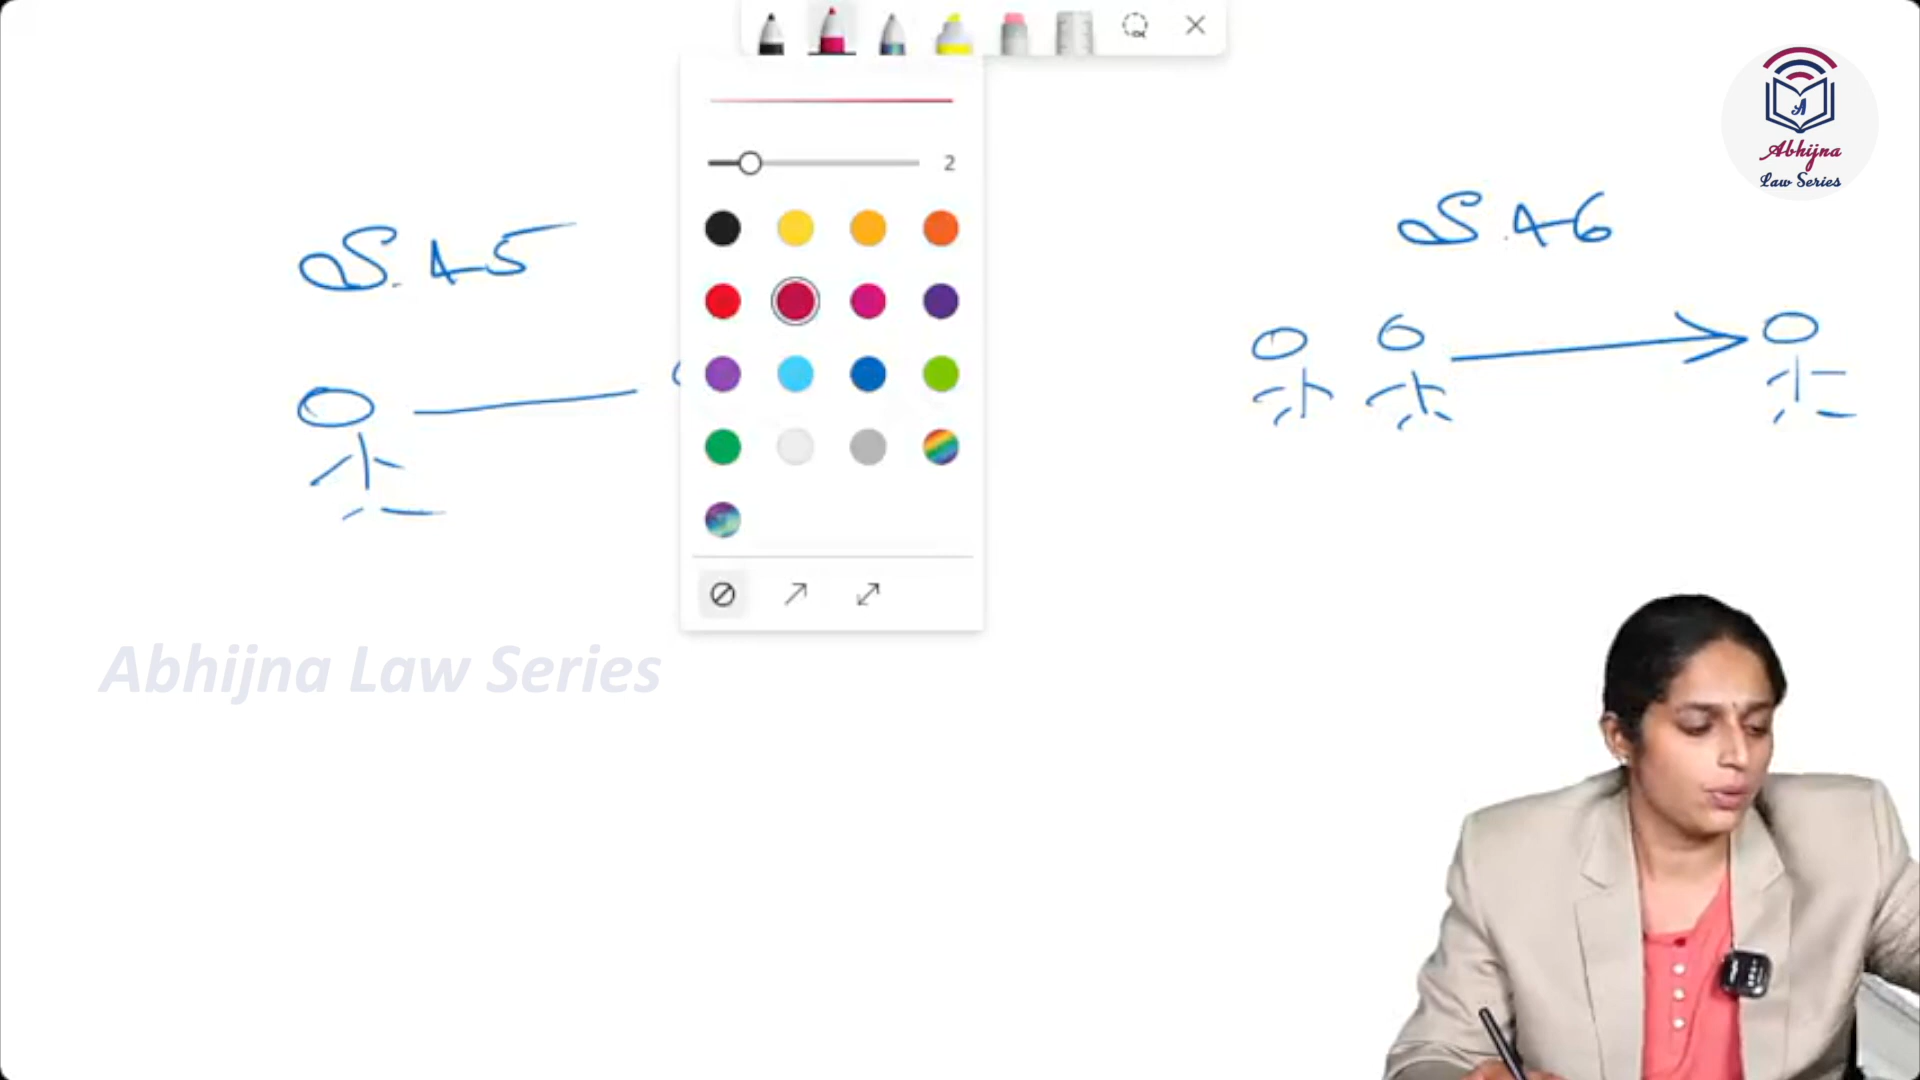 2
A
Abhijna
Law Series
S. 45
S. 46
Abhijna Law Series